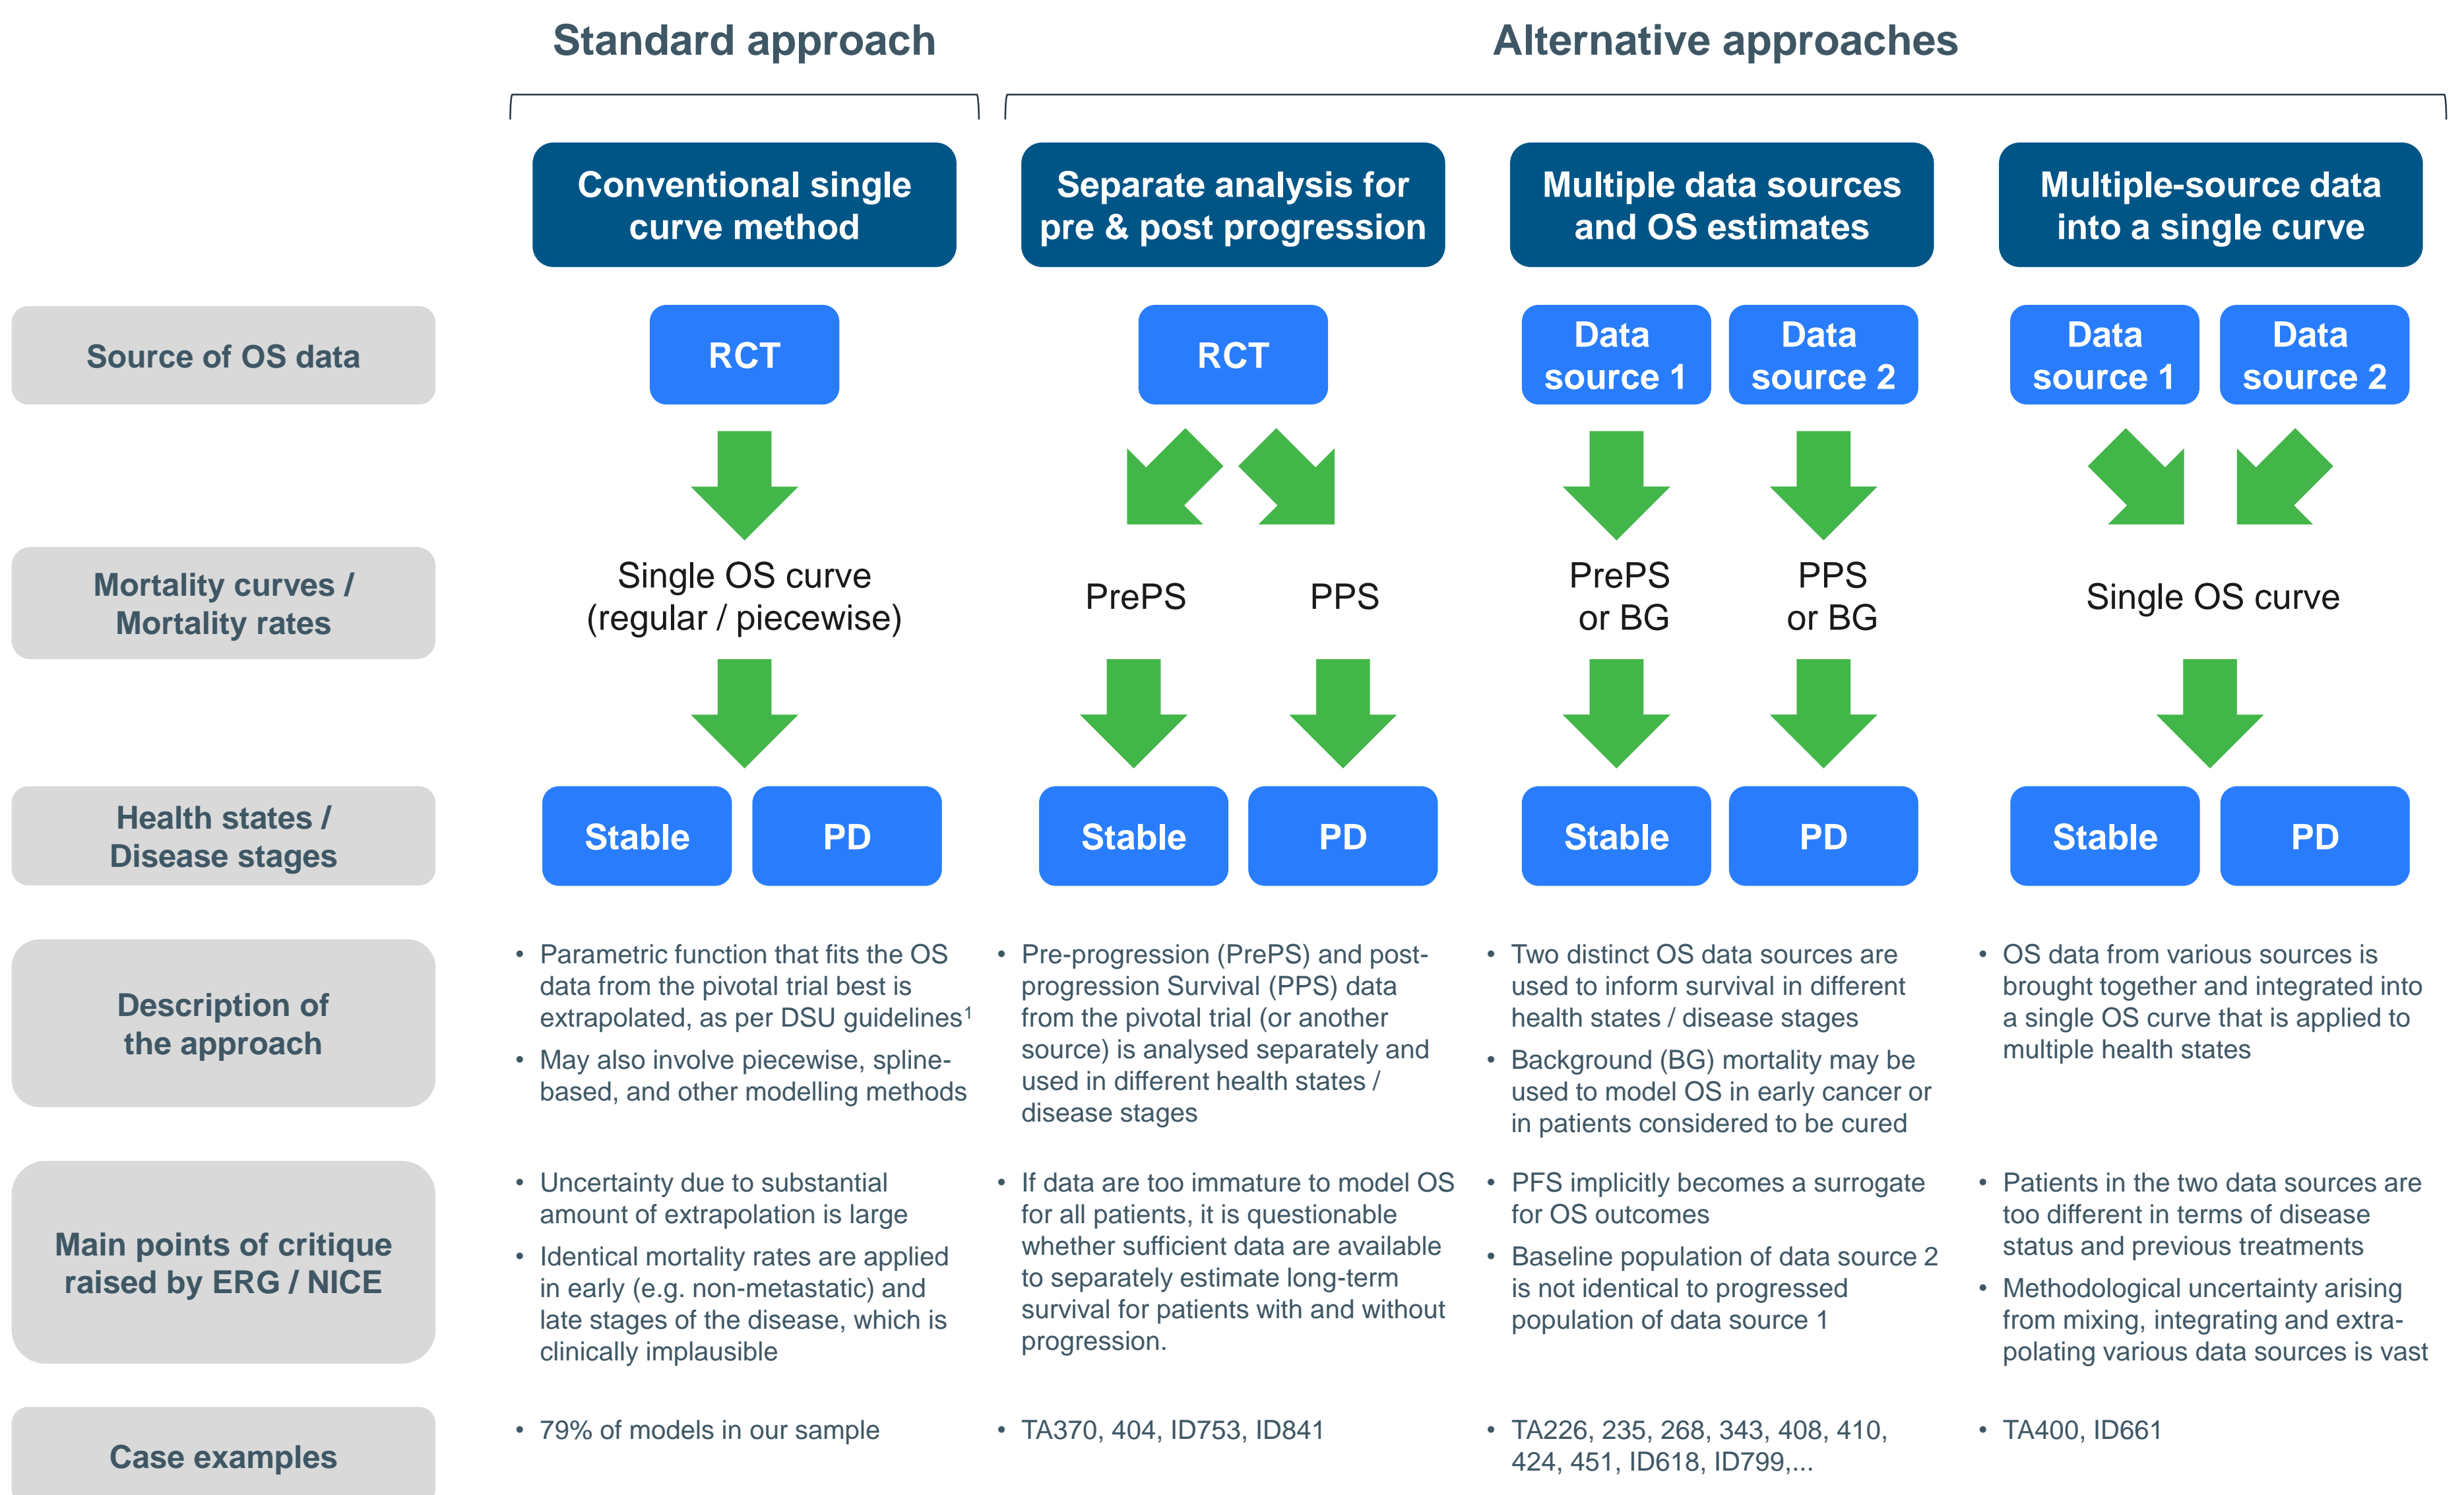 Standard approach
Alternative approaches
Conventional single
curve method
Separate analysis for
pre & post progression
Multiple data sources
and OS estimates
Multiple-source data
into a single curve
Source of OS data
RCT
RCT
Data
source 1
Data
source 2
Data
source 1
Data
source 2
Mortality curves /
Mortality rates
Single OS curve
(regular / piecewise)
PrePS
PPS
PrePS
or BG
PPS
or BG
Single OS curve
Health states /
Disease stages
Stable
PD
Stable
PD
Stable
PD
Stable
PD
Description of
the approach
• Parametric function that fits the OS
data from the pivotal trial best is
extrapolated, as per DSU guidelines¹
• May also involve piecewise, spline-
based, and other modelling methods
• Pre-progression (PrePS) and post-
progression Survival (PPS) data
from the pivotal trial (or another
source) is analysed separately and
used in different health states /
disease stages
• Two distinct OS data sources are
used to inform survival in different
health states / disease stages
• Background (BG) mortality may be
used to model OS in early cancer or
in patients considered to be cured
• OS data from various sources is
brought together and integrated into
a single OS curve that is applied to
multiple health states
Main points of critique
raised by ERG / NICE
• Uncertainty due to substantial
amount of extrapolation is large
• Identical mortality rates are applied
in early (e.g. non-metastatic) and
late stages of the disease, which is
clinically implausible
• If data are too immature to model OS
for all patients, it is questionable
whether sufficient data are available
to separately estimate long-term
survival for patients with and without
progression.
• PFS implicitly becomes a surrogate
for OS outcomes
• Baseline population of data source 2
is not identical to progressed
population of data source 1
• Patients in the two data sources are
too different in terms of disease
status and previous treatments
• Methodological uncertainty arising
from mixing, integrating and extra-
polating various data sources is vast
Case examples
• 79% of models in our sample
• TA370, 404, ID753, ID841
• TA226, 235, 268, 343, 408, 410,
424, 451, ID618, ID799,...
• TA400, ID661